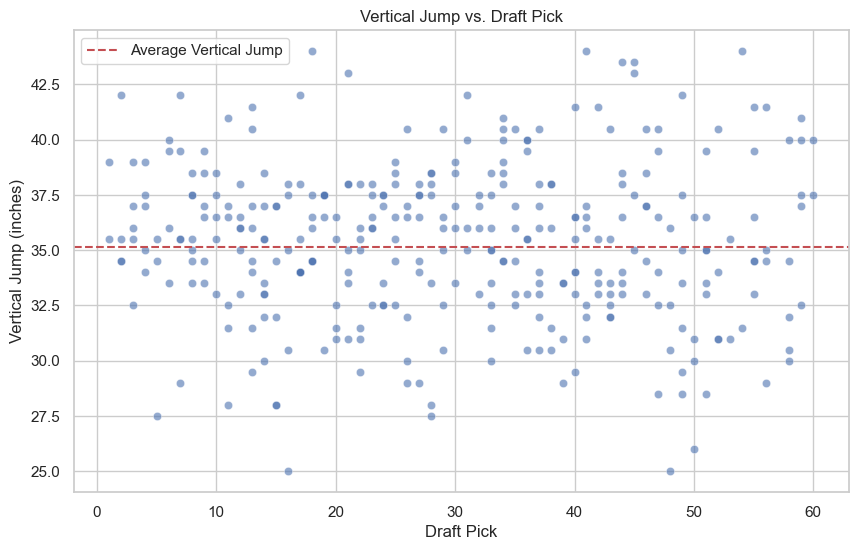 Vertical Jump vs. Draft Pick
Average Vertical Jump
Vertical Jump (inches)
42.5
40.0
37.5
35.0
32.5
30.0
27.5
25.0
0 10 20 30 40 50 60
Draft Pick